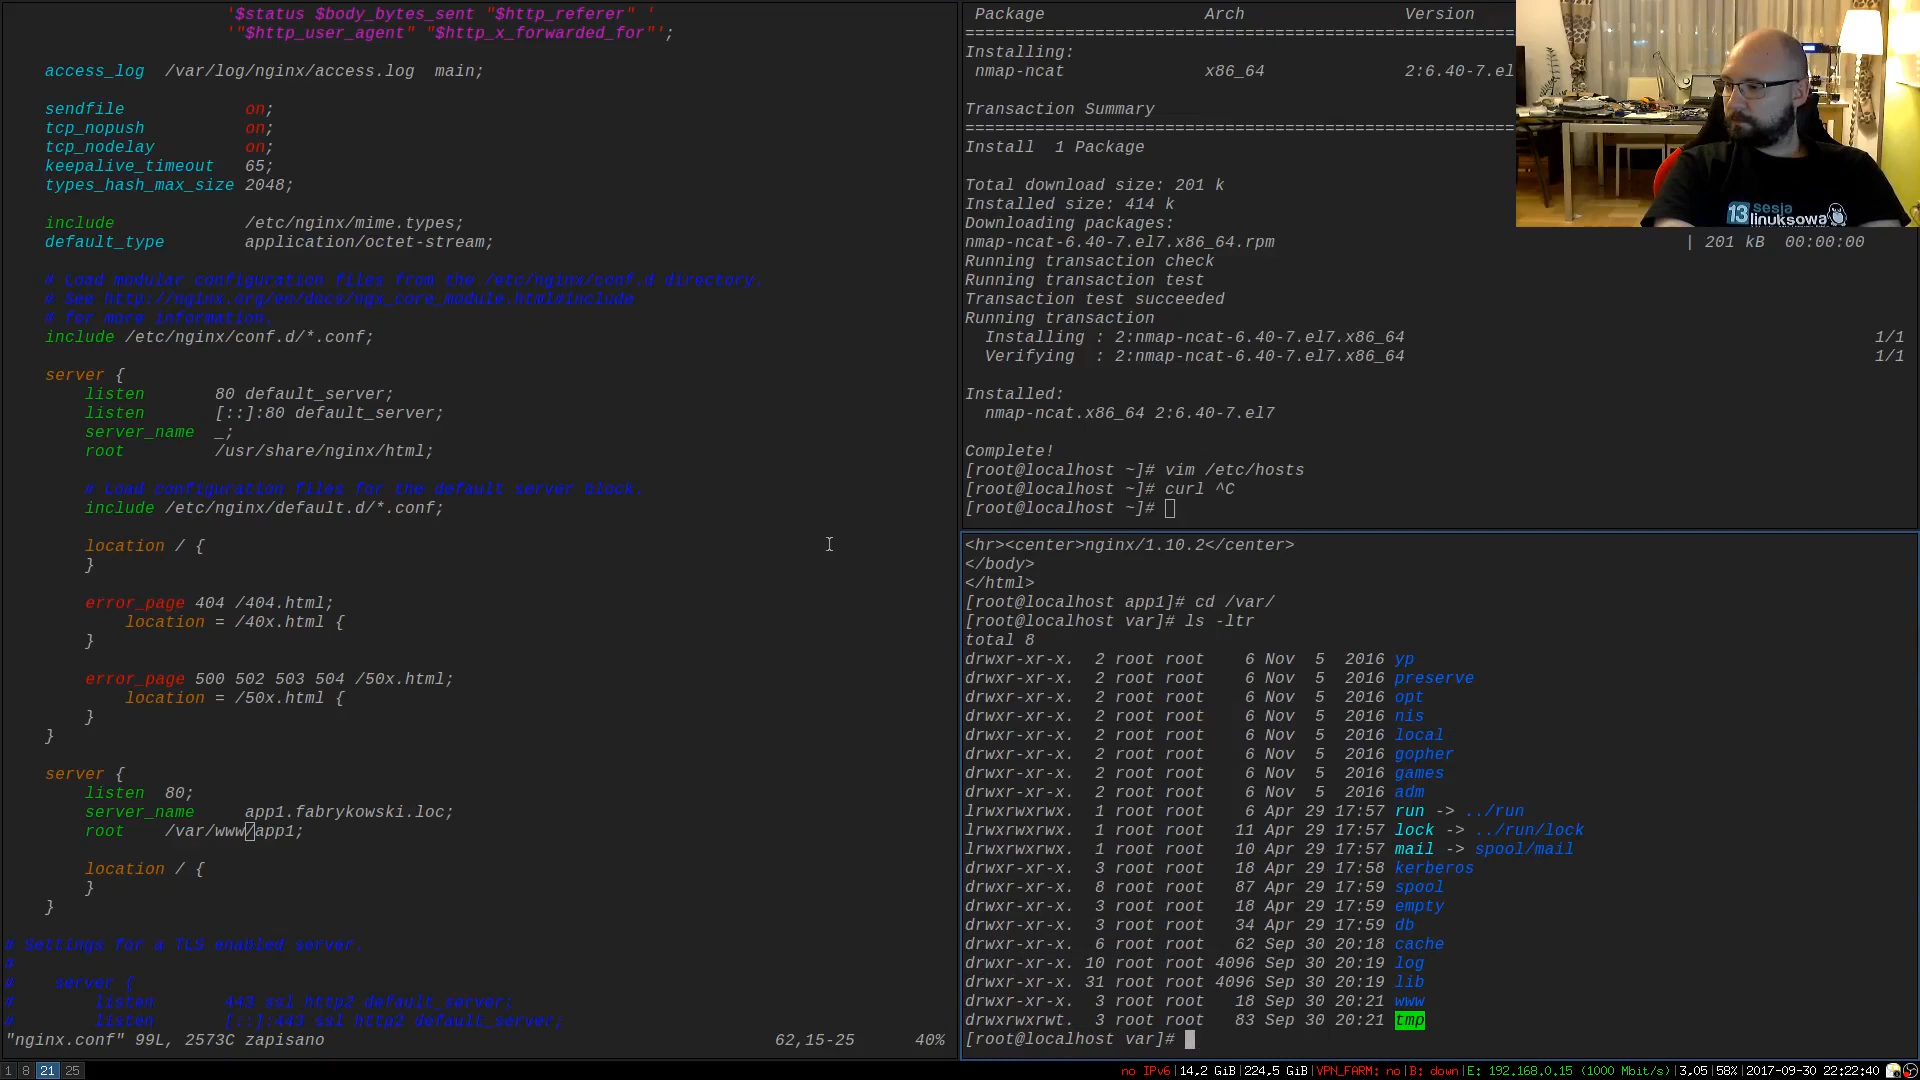 '$status $body_bytes_sent "$http_referer" '
'"$http_user_agent" "$http_x_forwarded_for"';
access_log  /var/log/nginx/access.log  main;
sendfile            on;
tcp_nopush          on;
tcp_nodelay         on;
keepalive_timeout   65;
types_hash_max_size 2048;
include             /etc/nginx/mime.types;
default_type        application/octet-stream;
# Load modular configuration files from the /etc/nginx/conf.d directory.
# See http://nginx.org/en/docs/ngx_core_module.html#include
# for more information.
include /etc/nginx/conf.d/*.conf;
server {
listen       80 default_server;
listen       [::]:80 default_server;
server_name  _;
root         /usr/share/nginx/html;
# Load configuration files for the default server block.
include /etc/nginx/default.d/*.conf;
location / {
}
error_page 404 /404.html;
location = /40x.html {
}
error_page 500 502 503 504 /50x.html;
location = /50x.html {
}
}
server {
listen  80;
server_name     app1.fabrykowski.loc;
root    /var/www/app1;
location / {
}
}
# Settings for a TLS enabled server.
#
#    server {
#        listen       443 ssl http2 default_server;
#        listen       [::]:443 ssl http2 default_server;
"nginx.conf" 99L, 2573C zapisano 62,15-25 40%
Package Arch Version
================================================
Installing:
nmap-ncat x86_64 2:6.40-7.el
Transaction Summary
================================================
Install  1 Package
Total download size: 201 k
Installed size: 414 k
Downloading packages:
nmap-ncat-6.40-7.el7.x86_64.rpm | 201 kB  00:00:00
Running transaction check
Running transaction test
Transaction test succeeded
Running transaction
Installing : 2:nmap-ncat-6.40-7.el7.x86_64 1/1
Verifying  : 2:nmap-ncat-6.40-7.el7.x86_64 1/1
Installed:
nmap-ncat.x86_64 2:6.40-7.el7
Complete!
[root@localhost ~]# vim /etc/hosts
[root@localhost ~]# curl ^C
[root@localhost ~]#
13 sesja
linuksowa
<hr><center>nginx/1.10.2</center>
</body>
</html>
[root@localhost app1]# cd /var/
[root@localhost var]# ls -ltr
total 8
drwxr-xr-x.  2 root root    6 Nov  5  2016 yp
drwxr-xr-x.  2 root root    6 Nov  5  2016 preserve
drwxr-xr-x.  2 root root    6 Nov  5  2016 opt
drwxr-xr-x.  2 root root    6 Nov  5  2016 nis
drwxr-xr-x.  2 root root    6 Nov  5  2016 local
drwxr-xr-x.  2 root root    6 Nov  5  2016 gopher
drwxr-xr-x.  2 root root    6 Nov  5  2016 games
drwxr-xr-x.  2 root root    6 Nov  5  2016 adm
lrwxrwxrwx.  1 root root    6 Apr 29 17:57 run -> ../run
lrwxrwxrwx.  1 root root   11 Apr 29 17:57 lock -> ../run/lock
lrwxrwxrwx.  1 root root   10 Apr 29 17:57 mail -> spool/mail
drwxr-xr-x.  3 root root   18 Apr 29 17:58 kerberos
drwxr-xr-x.  8 root root   87 Apr 29 17:59 spool
drwxr-xr-x.  3 root root   18 Apr 29 17:59 empty
drwxr-xr-x.  3 root root   34 Apr 29 17:59 db
drwxr-xr-x.  6 root root   62 Sep 30 20:18 cache
drwxr-xr-x. 10 root root 4096 Sep 30 20:19 log
drwxr-xr-x. 31 root root 4096 Sep 30 20:19 lib
drwxr-xr-x.  3 root root   18 Sep 30 20:21 www
drwxrwxrwt.  3 root root   83 Sep 30 20:21 tmp
[root@localhost var]#
1 8 21 25 no IPv6|14.2 GiB|224.5 GiB|VPN_FARM: no|B: down|E: 192.168.0.15 (1000 Mbit/s)|3.05|58%|2017-09-30 22:22:40